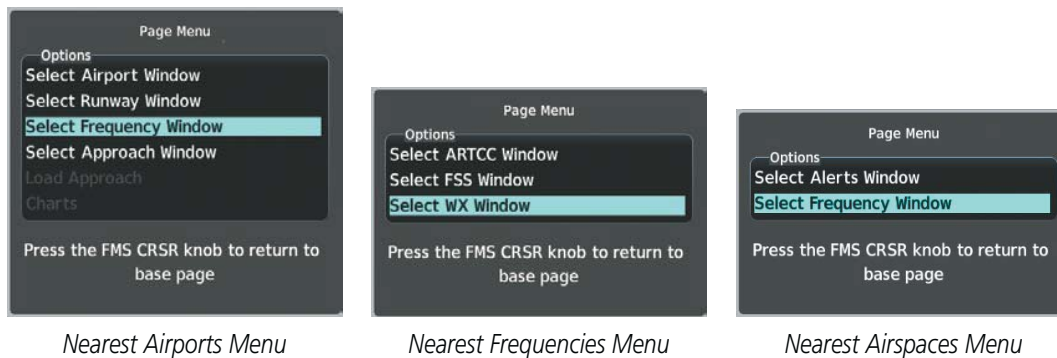 Page Menu
Options
Select Airport Window
Select Runway Window
Select Frequency Window
Select Approach Window
Load Approach
Charts
Press the FMS CRSR knob to return to
base page
Nearest Airports Menu
Page Menu
Options
Select ARTCC Window
Select FSS Window
Select WX Window
Press the FMS CRSR knob to return to
base page
Nearest Frequencies Menu
Page Menu
Options
Select Alerts Window
Select Frequency Window
Press the FMS CRSR knob to return to
base page
Nearest Airspaces Menu